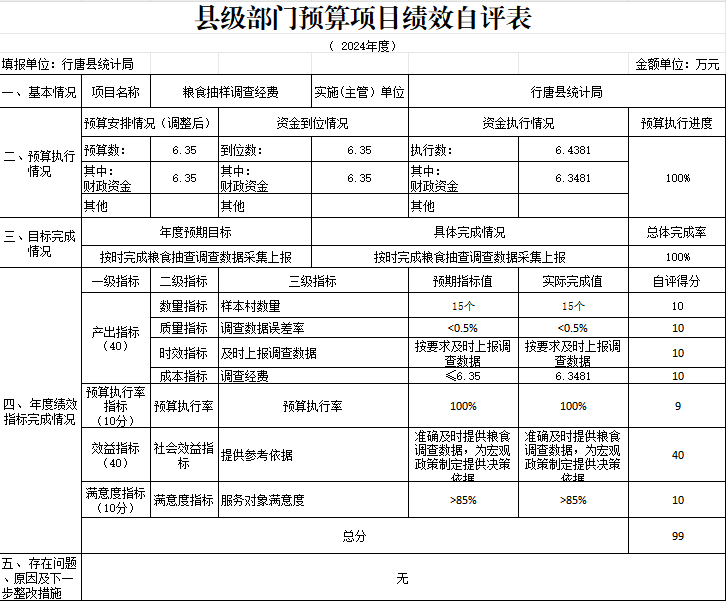 县级部门预算项目绩效自评表
( 2024年度)
填报单位：行唐县统计局 金额单位：万元
一、基本情况 项目名称 粮食抽样调查经费 实施(主管）单位 行唐县统计局
二、预算执行情况 预算安排情况（调整后） 资金到位情况 资金执行情况 预算执行进度
预算数： 6.35 到位数： 6.35 执行数： 6.4381 100%
其中：
财政资金 6.35 其中：
财政资金 6.35 其中：
财政资金 6.3481
其他 其他 其他
三、目标完成情况 年度预期目标 具体完成情况 总体完成率
按时完成粮食抽查调查数据采集上报 按时完成粮食抽查调查数据采集上报 100%
四、年度绩效指标完成情况 一级指标 二级指标 三级指标 预期指标值 实际完成值 自评得分
产出指标（40） 数量指标 样本村数量 15个 15个 10
质量指标 调查数据误差率 <0.5% <0.5% 10
时效指标 及时上报调查数据 按要求及时上报调查数据 按要求及时上报调查数据 10
成本指标 调查经费 ≤6.35 6.3481 10
预算执行率指标（10分） 预算执行率 预算执行率 100% 100% 9
效益指标（40） 社会效益指标 提供参考依据 准确及时提供粮食调查数据，为宏观政策制定提供决策依据 准确及时提供粮食调查数据，为宏观政策制定提供决策依据 40
满意度指标（10分） 满意度指标 服务对象满意度 >85% >85% 10
总分 99
五、存在问题、原因及下一步整改措施 无